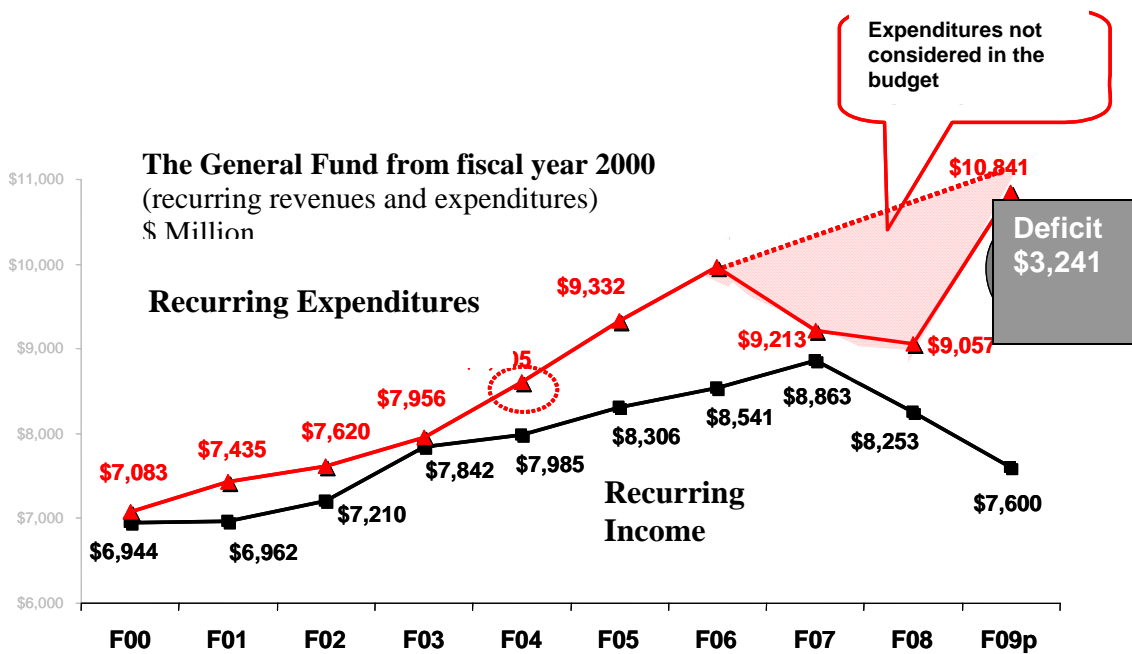 Expenditures not
considered in the
budget
The General Fund from fiscal year 2000
(recurring revenues and expenditures)
$ Million
$11,000
$10,000
$9,000
$8,000
$7,000
$6,000
Recurring Expenditures
$7,083
$7,435
$7,620
$7,956
$9,332
$9,213
$9,057
$10,841
Deficit
$3,241
$6,944
$6,962
$7,210
$7,842
$7,985
$8,306
$8,541
$8,863
$8,253
$7,600
Recurring
Income
F00 F01 F02 F03 F04 F05 F06 F07 F08 F09p